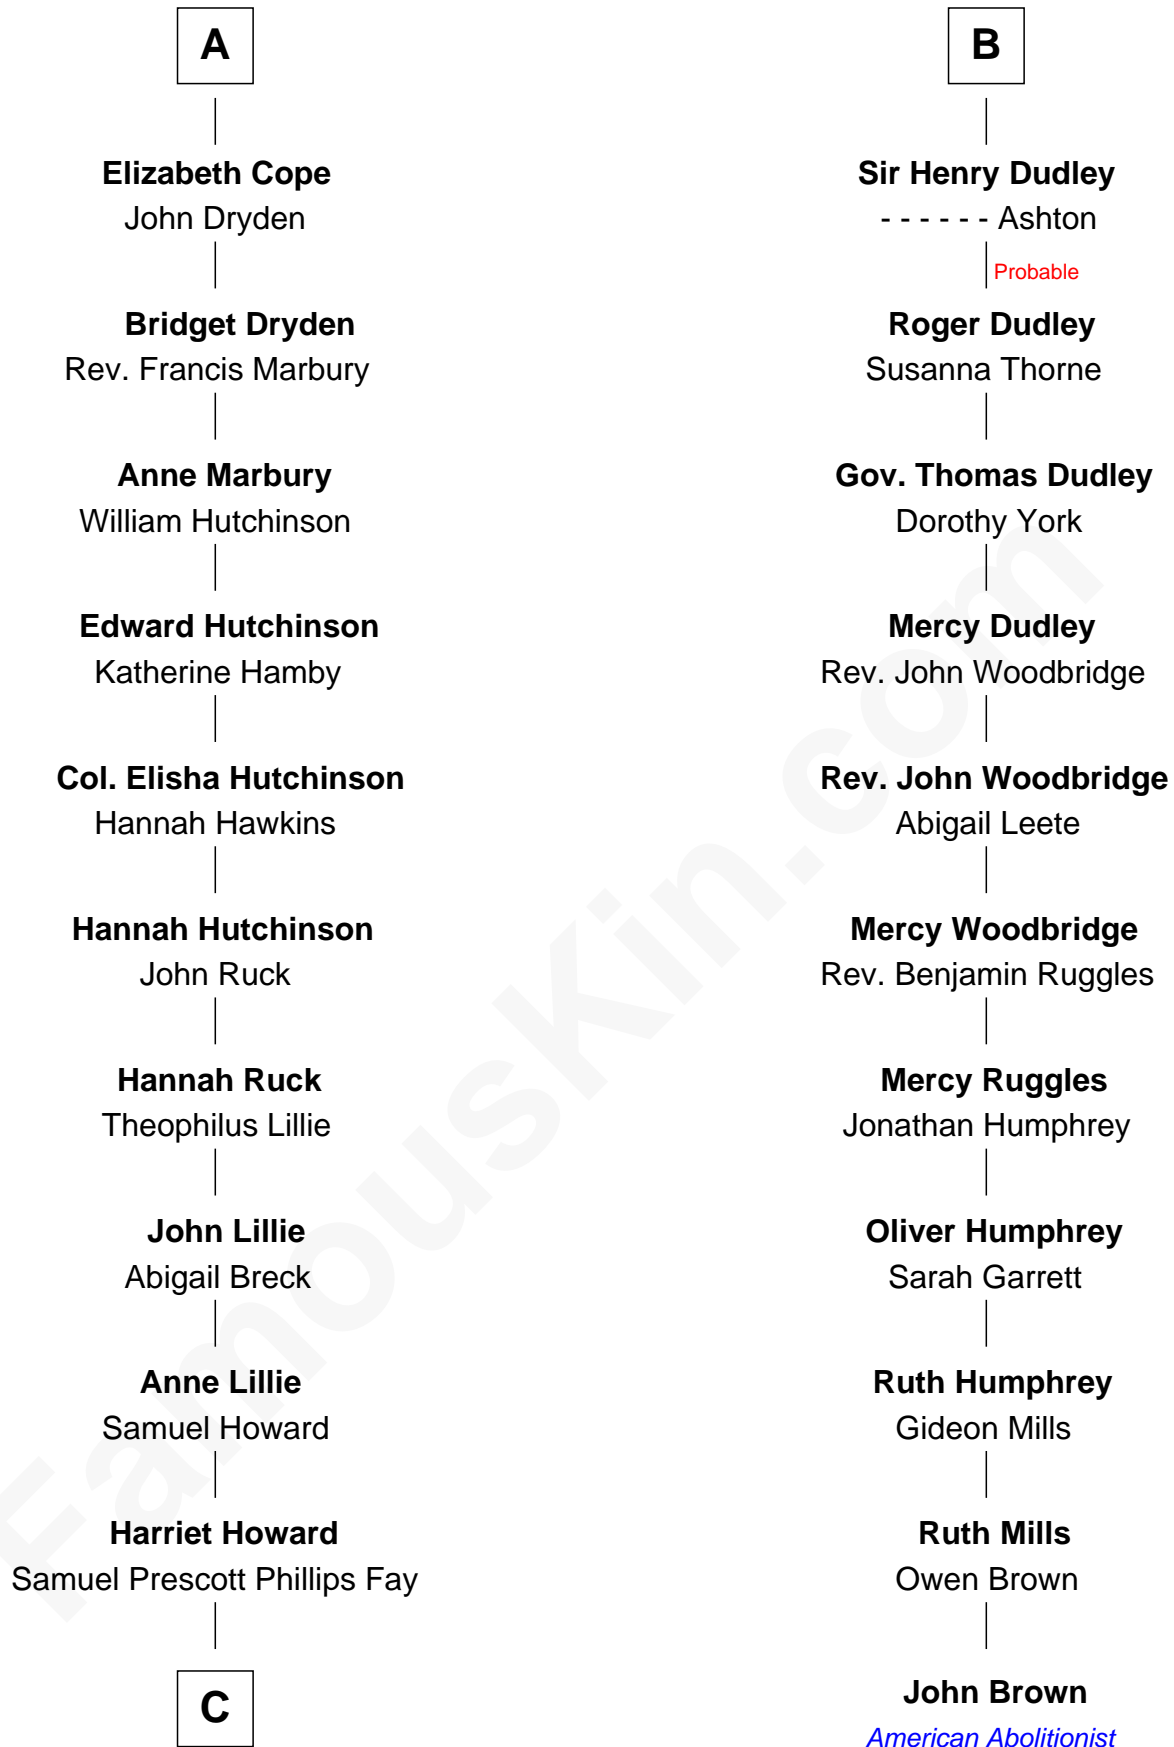 A
Elizabeth Cope
John Dryden
Bridget Dryden
Rev. Francis Marbury
Anne Marbury
William Hutchinson
Edward Hutchinson
Katherine Hamby
Col. Elisha Hutchinson
Hannah Hawkins
Hannah Hutchinson
John Ruck
Hannah Ruck
Theophilus Lillie
John Lillie
Abigail Breck
Anne Lillie
Samuel Howard
Harriet Howard
Samuel Prescott Phillips Fay
C
B
Sir Henry Dudley
- - - - - - Ashton
Probable
Roger Dudley
Susanna Thorne
Gov. Thomas Dudley
Dorothy York
Mercy Dudley
Rev. John Woodbridge
Rev. John Woodbridge
Abigail Leete
Mercy Woodbridge
Rev. Benjamin Ruggles
Mercy Ruggles
Jonathan Humphrey
Oliver Humphrey
Sarah Garrett
Ruth Humphrey
Gideon Mills
Ruth Mills
Owen Brown
John Brown
American Abolitionist
FamousKin.com